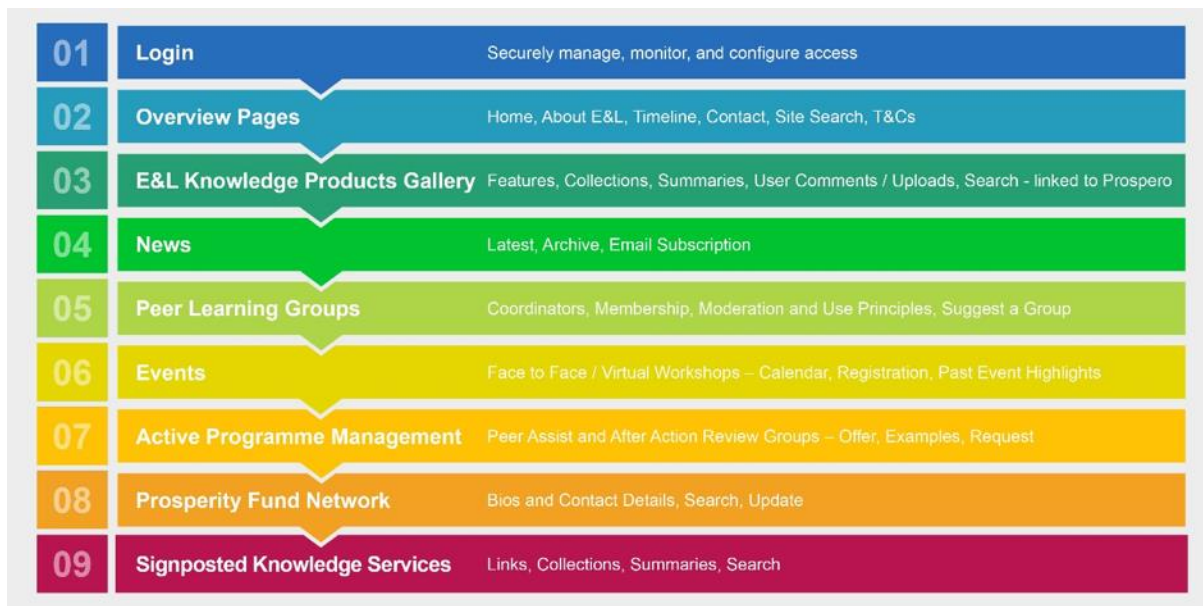 01 Login Securely manage, monitor, and configure access
02 Overview Pages Home, About E&L, Timeline, Contact, Site Search, T&Cs
03 E&L Knowledge Products Gallery Features, Collections, Summaries, User Comments / Uploads, Search - linked to Prospero
04 News Latest, Archive, Email Subscription
05 Peer Learning Groups Coordinators, Membership, Moderation and Use Principles, Suggest a Group
06 Events Face to Face / Virtual Workshops – Calendar, Registration, Past Event Highlights
07 Active Programme Management Peer Assist and After Action Review Groups – Offer, Examples, Request
08 Prosperity Fund Network Bios and Contact Details, Search, Update
09 Signposted Knowledge Services Links, Collections, Summaries, Search